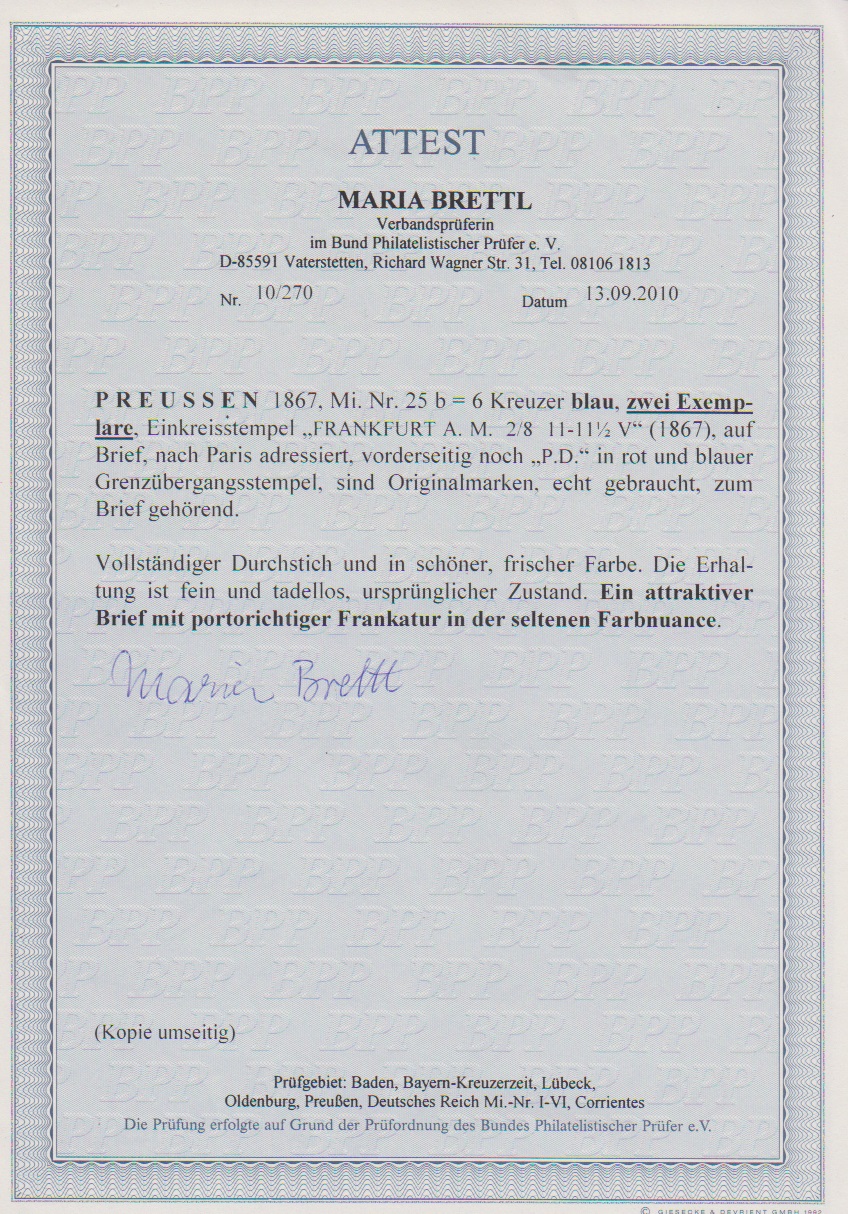 ATTEST
MARIA BRETTL
Verbandsprüferin
im Bund Philatelistischer Prüfer e. V.
D-85591 Vaterstetten, Richard Wagner Str. 31, Tel. 08106 1813
Nr. 10/270 Datum 13.09.2010
PREUSSEN 1867, Mi. Nr. 25 b = 6 Kreuzer blau, zwei Exemp-
lare, Einkreisstempel „FRANKFURT A. M. 2/8 11-11½ V“ (1867), auf
Brief, nach Paris adressiert, vorderseitig noch „P.D.“ in rot und blauer
Grenzübergangsstempel, sind Originalmarken, echt gebraucht, zum
Brief gehörend.
Vollständiger Durchstich und in schöner, frischer Farbe. Die Erhal-
tung ist fein und tadellos, ursprünglicher Zustand. Ein attraktiver
Brief mit portorichtiger Frankatur in der seltenen Farbnuance.
Maria Brettl
(Kopie umseitig)
Prüfgebiet: Baden, Bayern-Kreuzerzeit, Lübeck,
Oldenburg, Preußen, Deutsches Reich Mi.-Nr. I-VI, Corrientes
Die Prüfung erfolgte auf Grund der Prüfordnung des Bundes Philatelistischer Prüfer e.V.
© GIESECKE & DEVRIENT GMBH 1992